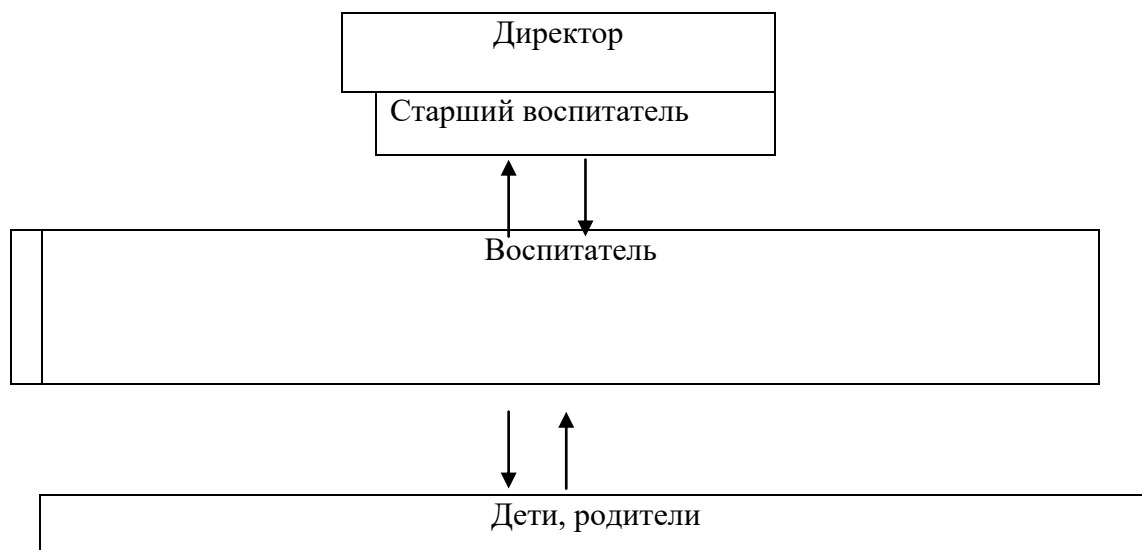 Директор
Старший воспитатель
Воспитатель
Дети, родители